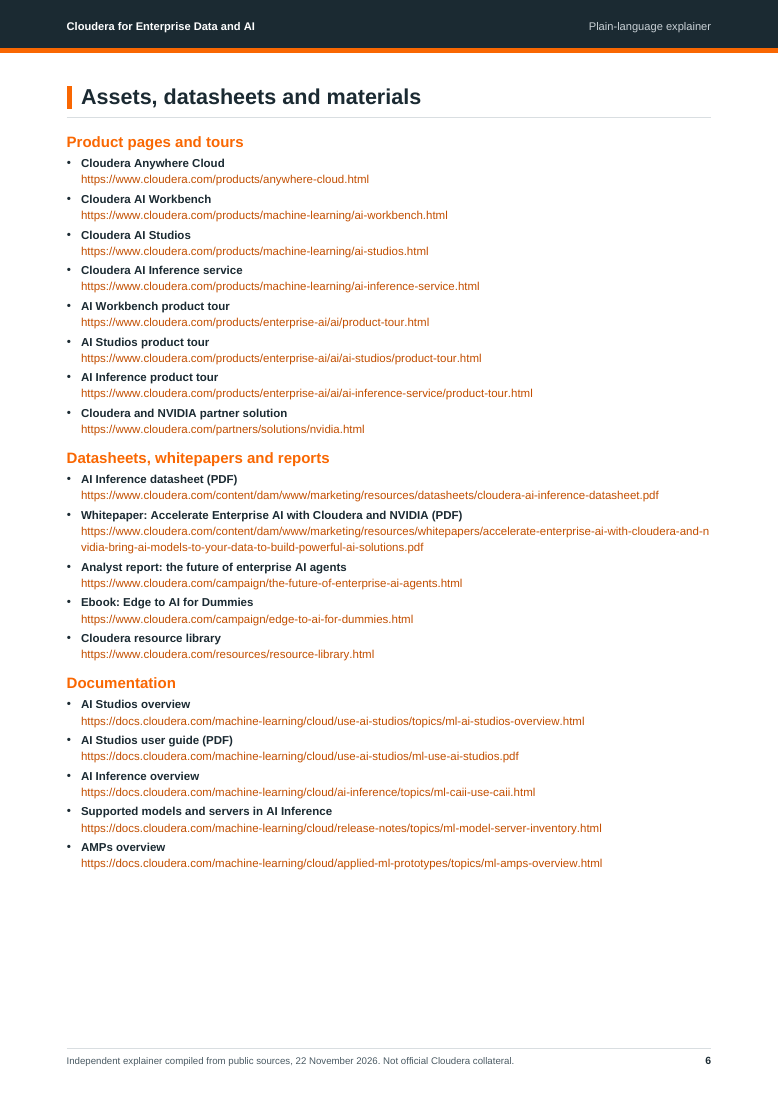 Cloudera for Enterprise Data and AI
Plain-language explainer
Assets, datasheets and materials
Product pages and tours
• Cloudera Anywhere Cloud
https://www.cloudera.com/products/anywhere-cloud.html
• Cloudera AI Workbench
https://www.cloudera.com/products/machine-learning/ai-workbench.html
• Cloudera AI Studios
https://www.cloudera.com/products/machine-learning/ai-studios.html
• Cloudera AI Inference service
https://www.cloudera.com/products/machine-learning/ai-inference-service.html
• AI Workbench product tour
https://www.cloudera.com/products/enterprise-ai/ai/product-tour.html
• AI Studios product tour
https://www.cloudera.com/products/enterprise-ai/ai/ai-studios/product-tour.html
• AI Inference product tour
https://www.cloudera.com/products/enterprise-ai/ai/ai-inference-service/product-tour.html
• Cloudera and NVIDIA partner solution
https://www.cloudera.com/partners/solutions/nvidia.html
Datasheets, whitepapers and reports
• AI Inference datasheet (PDF)
https://www.cloudera.com/content/dam/www/marketing/resources/datasheets/cloudera-ai-inference-datasheet.pdf
• Whitepaper: Accelerate Enterprise AI with Cloudera and NVIDIA (PDF)
https://www.cloudera.com/content/dam/www/marketing/resources/whitepapers/accelerate-enterprise-ai-with-cloudera-and-n
vidia-bring-ai-models-to-your-data-to-build-powerful-ai-solutions.pdf
• Analyst report: the future of enterprise AI agents
https://www.cloudera.com/campaign/the-future-of-enterprise-ai-agents.html
• Ebook: Edge to AI for Dummies
https://www.cloudera.com/campaign/edge-to-ai-for-dummies.html
• Cloudera resource library
https://www.cloudera.com/resources/resource-library.html
Documentation
• AI Studios overview
https://docs.cloudera.com/machine-learning/cloud/use-ai-studios/topics/ml-ai-studios-overview.html
• AI Studios user guide (PDF)
https://docs.cloudera.com/machine-learning/cloud/use-ai-studios/ml-use-ai-studios.pdf
• AI Inference overview
https://docs.cloudera.com/machine-learning/cloud/ai-inference/topics/ml-caii-use-caii.html
• Supported models and servers in AI Inference
https://docs.cloudera.com/machine-learning/cloud/release-notes/topics/ml-model-server-inventory.html
• AMPs overview
https://docs.cloudera.com/machine-learning/cloud/applied-ml-prototypes/topics/ml-amps-overview.html
Independent explainer compiled from public sources, 22 November 2026. Not official Cloudera collateral.
6